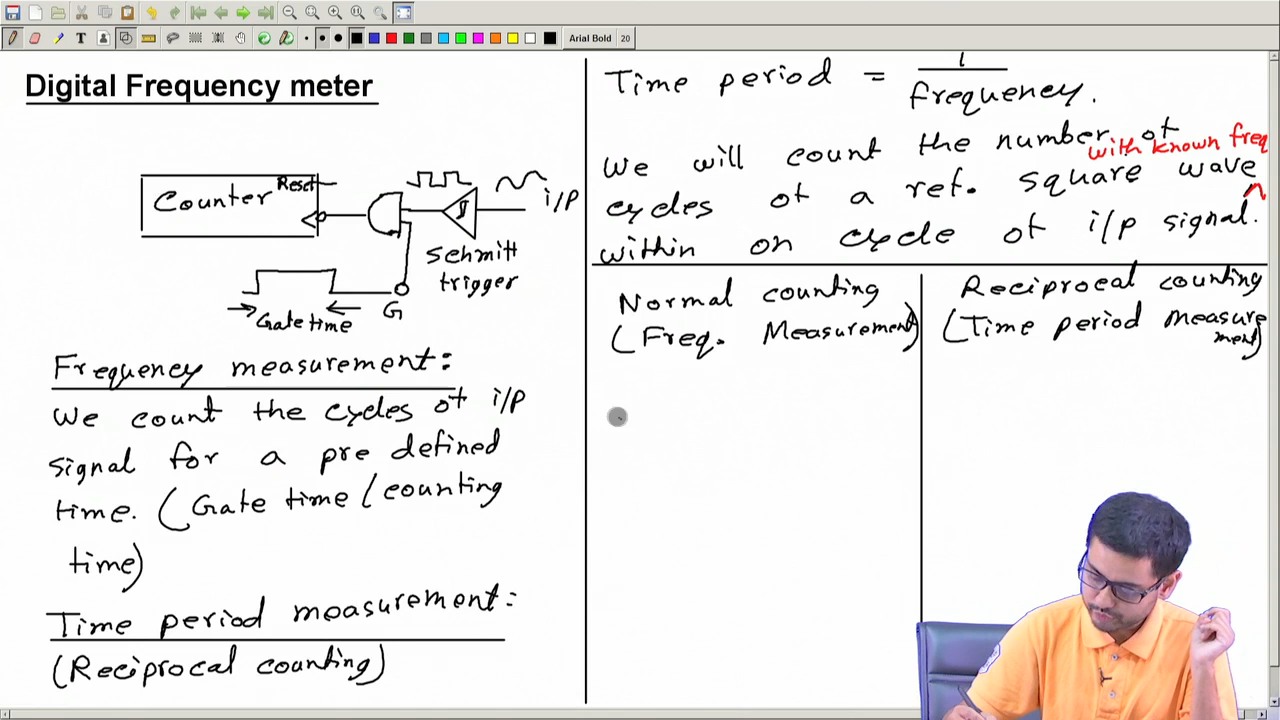 Arial Bold 20
Digital Frequency meter
Counter Reset
i/p
Schmitt
trigger
G
Gate time
Frequency measurement:
We count the cycles of i/p
signal for a pre defined
time. (Gate time / counting
time)
Time period measurement:
(Reciprocal counting)
Time period = 1 / frequency.
We will count the number of
with known freq
cycles of a ref. square wave
within on cycle of i/p signal.
Normal counting
(Freq. Measurement)
Reciprocal counting
(Time period measure
ment)